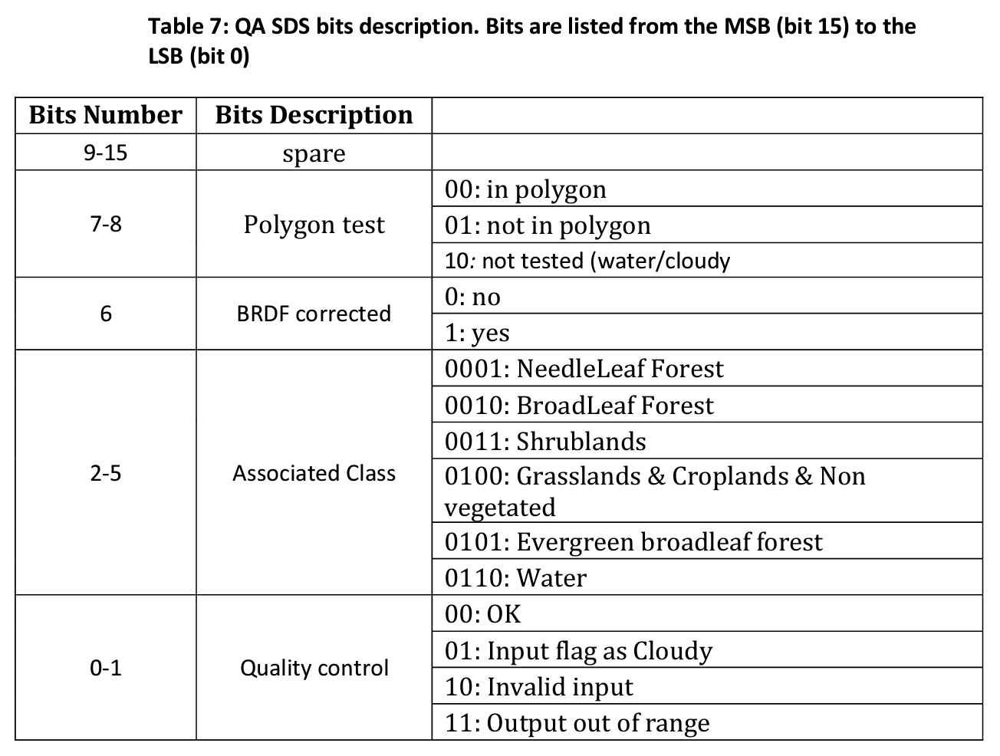 Table 7: QA SDS bits description. Bits are listed from the MSB (bit 15) to the
LSB (bit 0)
Bits Number Bits Description
9-15 spare
7-8 Polygon test
00: in polygon
01: not in polygon
10: not tested (water/cloudy
6 BRDF corrected
0: no
1: yes
2-5 Associated Class
0001: NeedleLeaf Forest
0010: BroadLeaf Forest
0011: Shrublands
0100: Grasslands & Croplands & Non
vegetated
0101: Evergreen broadleaf forest
0110: Water
0-1 Quality control
00: OK
01: Input flag as Cloudy
10: Invalid input
11: Output out of range